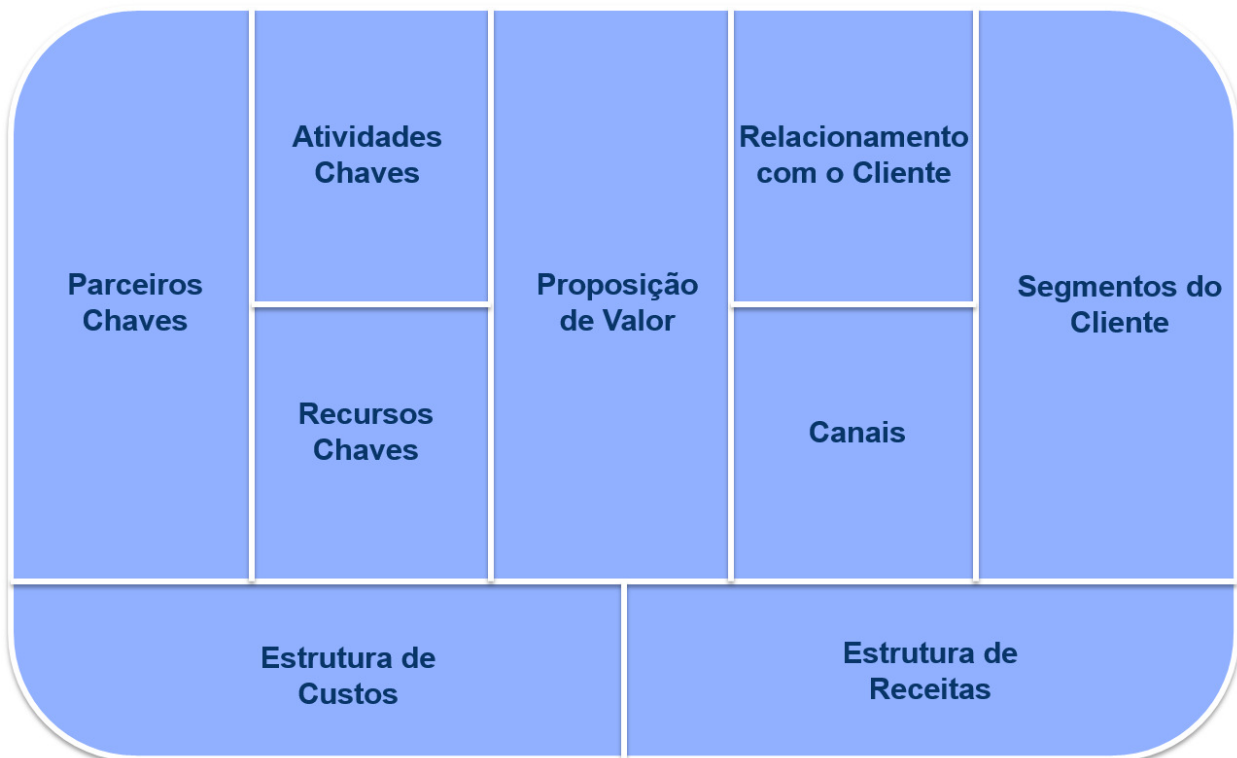 Parceiros
Chaves
Atividades
Chaves
Recursos
Chaves
Proposição
de Valor
Relacionamento
com o Cliente
Canais
Segmentos do
Cliente
Estrutura de
Custos
Estrutura de
Receitas